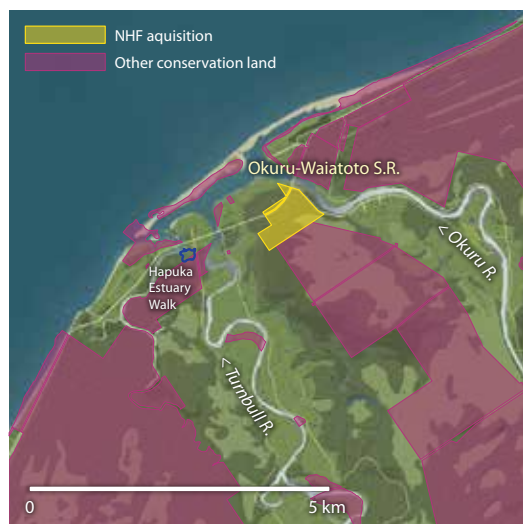 NHF aquisition
Other conservation land
Okuru-Waiatoto S.R.
< Okuru R.
Hapuka
Estuary
Walk
< Turnbull R.
0
5 km